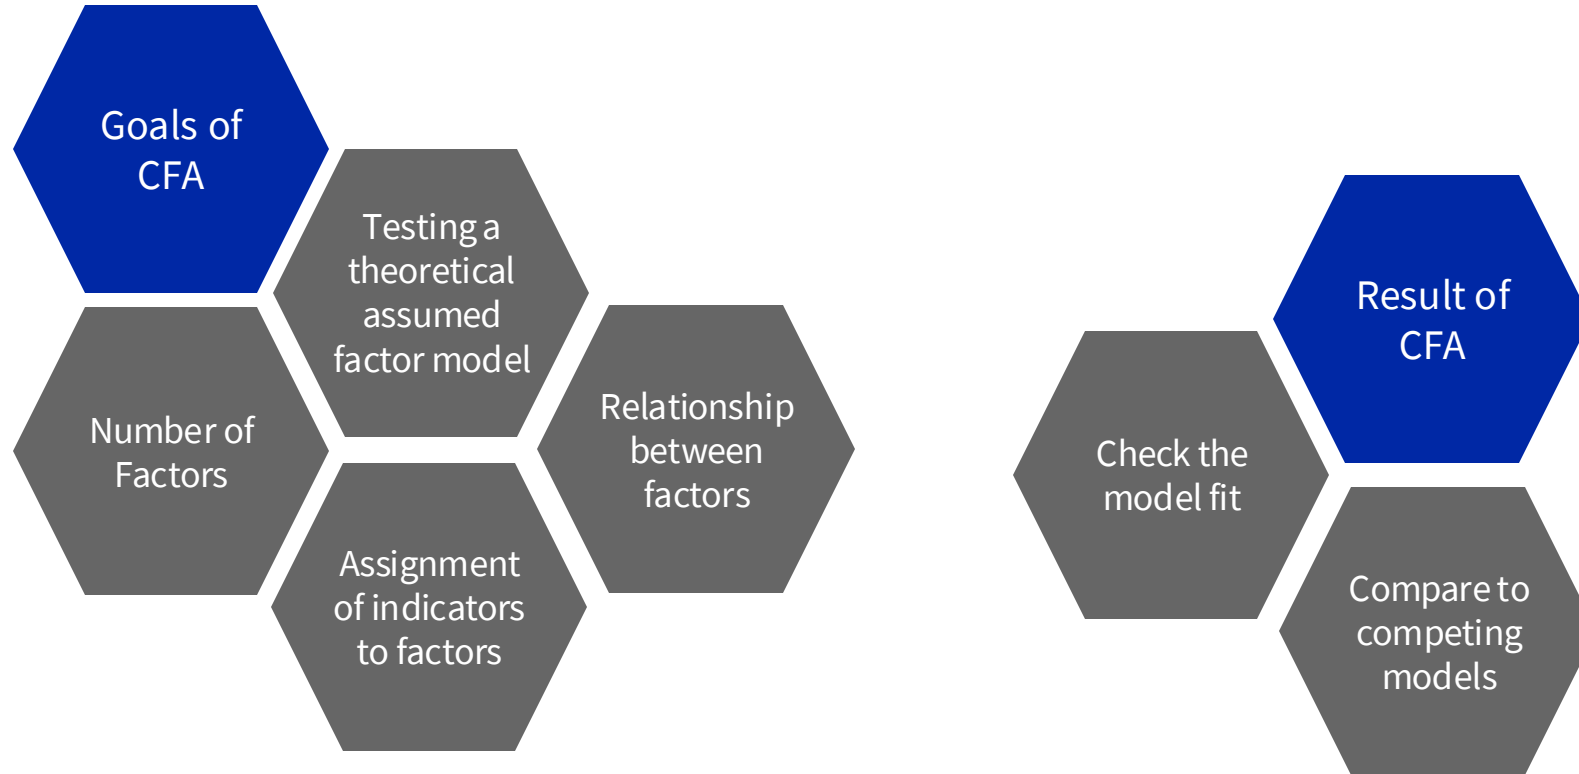 Goals of
CFA
Testing a
theoretical
assumed
factor model
Number of
Factors
Relationship
between
factors
Assignment
of indicators
to factors
Result of
CFA
Check the
model fit
Compare to
competing
models